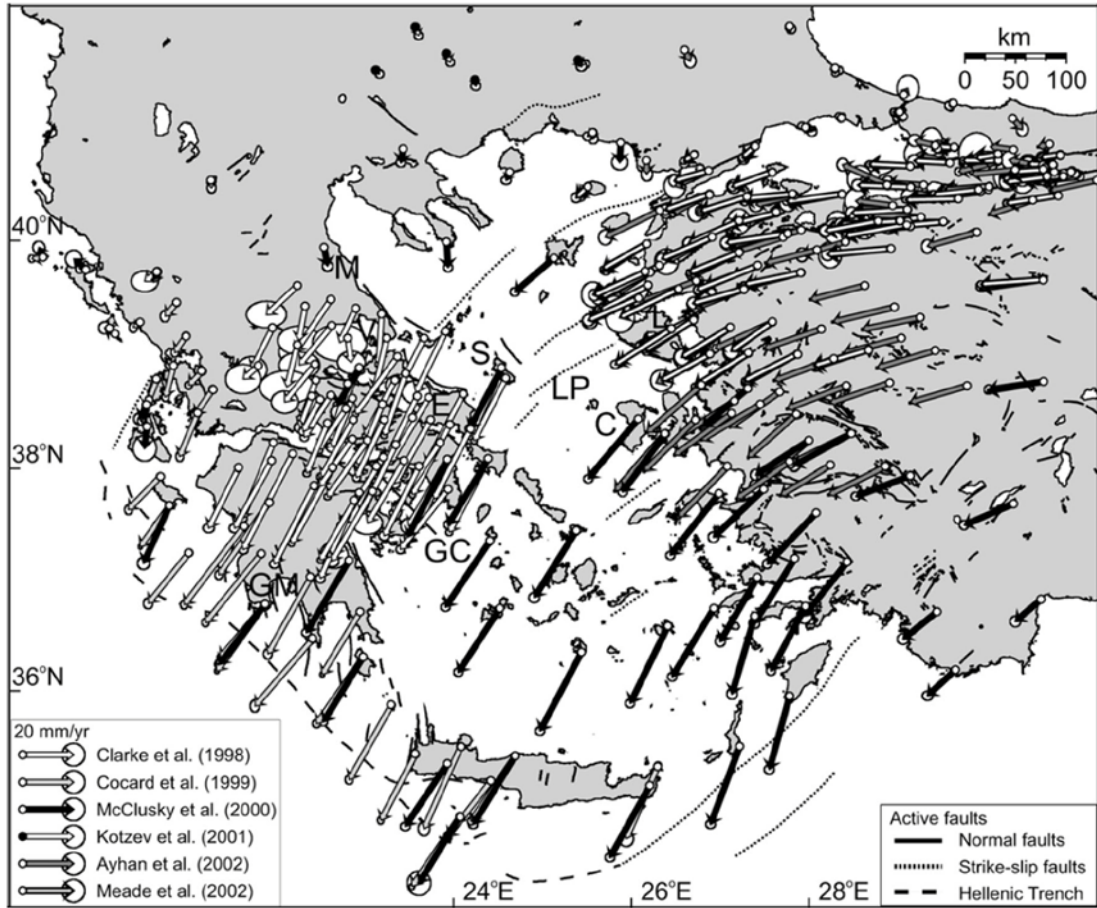 km
0 50 100
40°N
M
V
L
S
LP
E
C
38°N
GC
GM
36°N
20 mm/yr
Clarke et al. (1998)
Cocard et al. (1999)
McClusky et al. (2000)
Kotzev et al. (2001)
Ayhan et al. (2002)
Meade et al. (2002)
Active faults
Normal faults
Strike-slip faults
Hellenic Trench
24°E 26°E 28°E